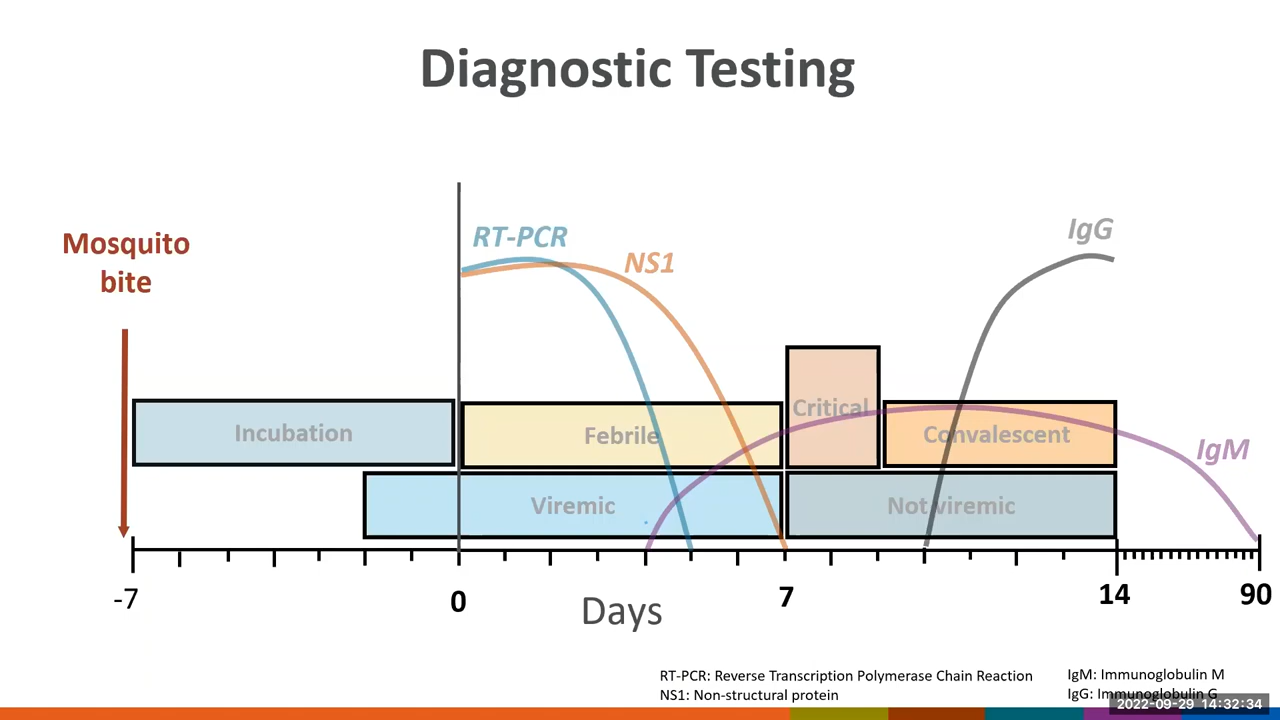 Diagnostic Testing
Mosquito
bite
RT-PCR
NS1
IgG
Incubation
Febrile
Critical
Convalescent
IgM
Viremic
Not viremic
-7
0
Days
7
14
90
RT-PCR: Reverse Transcription Polymerase Chain Reaction
NS1: Non-structural protein
IgM: Immunoglobulin M
IgG: Immunoglobulin G
2022-09-29 14:32:34